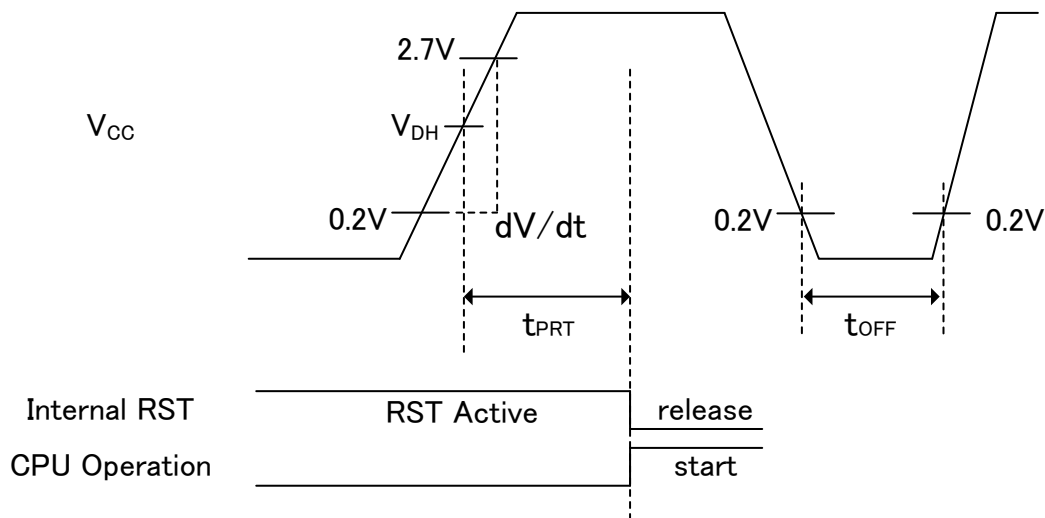 2.7V
VCC
VDH
0.2V
dV/dt
0.2V
0.2V
tPRT
tOFF
Internal RST
RST Active
release
CPU Operation
start